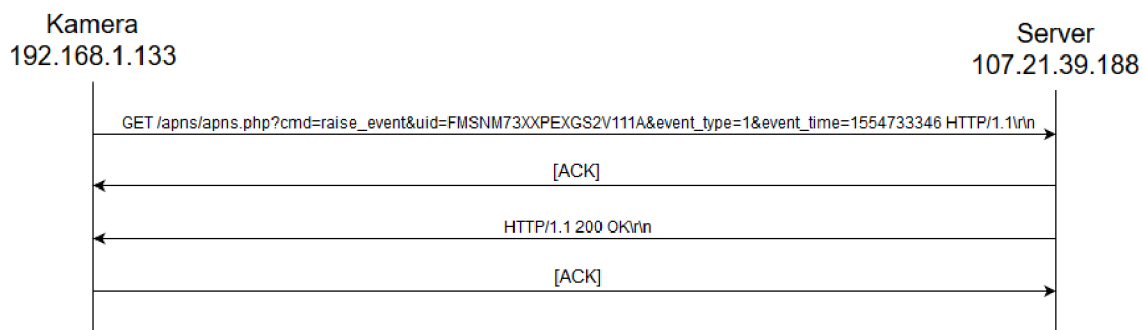 Kamera
192.168.1.133
Server
107.21.39.188
GET /apns/apns.php?cmd=raise_event&uid=FMSNM73XXPEXGS2V111A&event_type=1&event_time=1554733346 HTTP/1.1\r\n
[ACK]
HTTP/1.1 200 OK\r\n
[ACK]